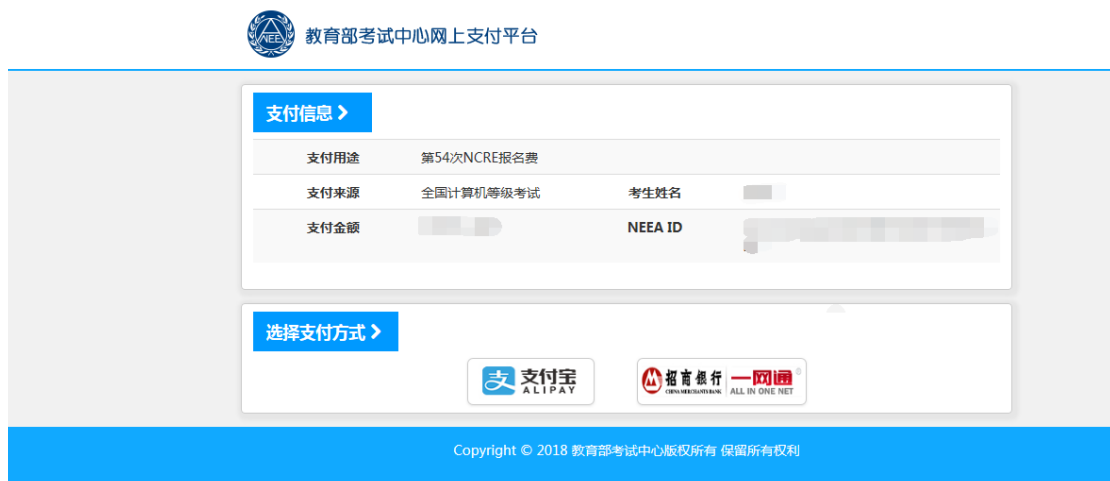 NEEA
教育部考试中心网上支付平台
支付信息
支付用途 第54次NCRE报名费
支付来源 全国计算机等级考试 考生姓名
支付金额 NEEA ID
选择支付方式
支 支付宝 招商银行 一网通 ®
ALIPAY CHINA MERCHANTS BANK ALL IN ONE NET
Copyright © 2018 教育部考试中心版权所有 保留所有权利